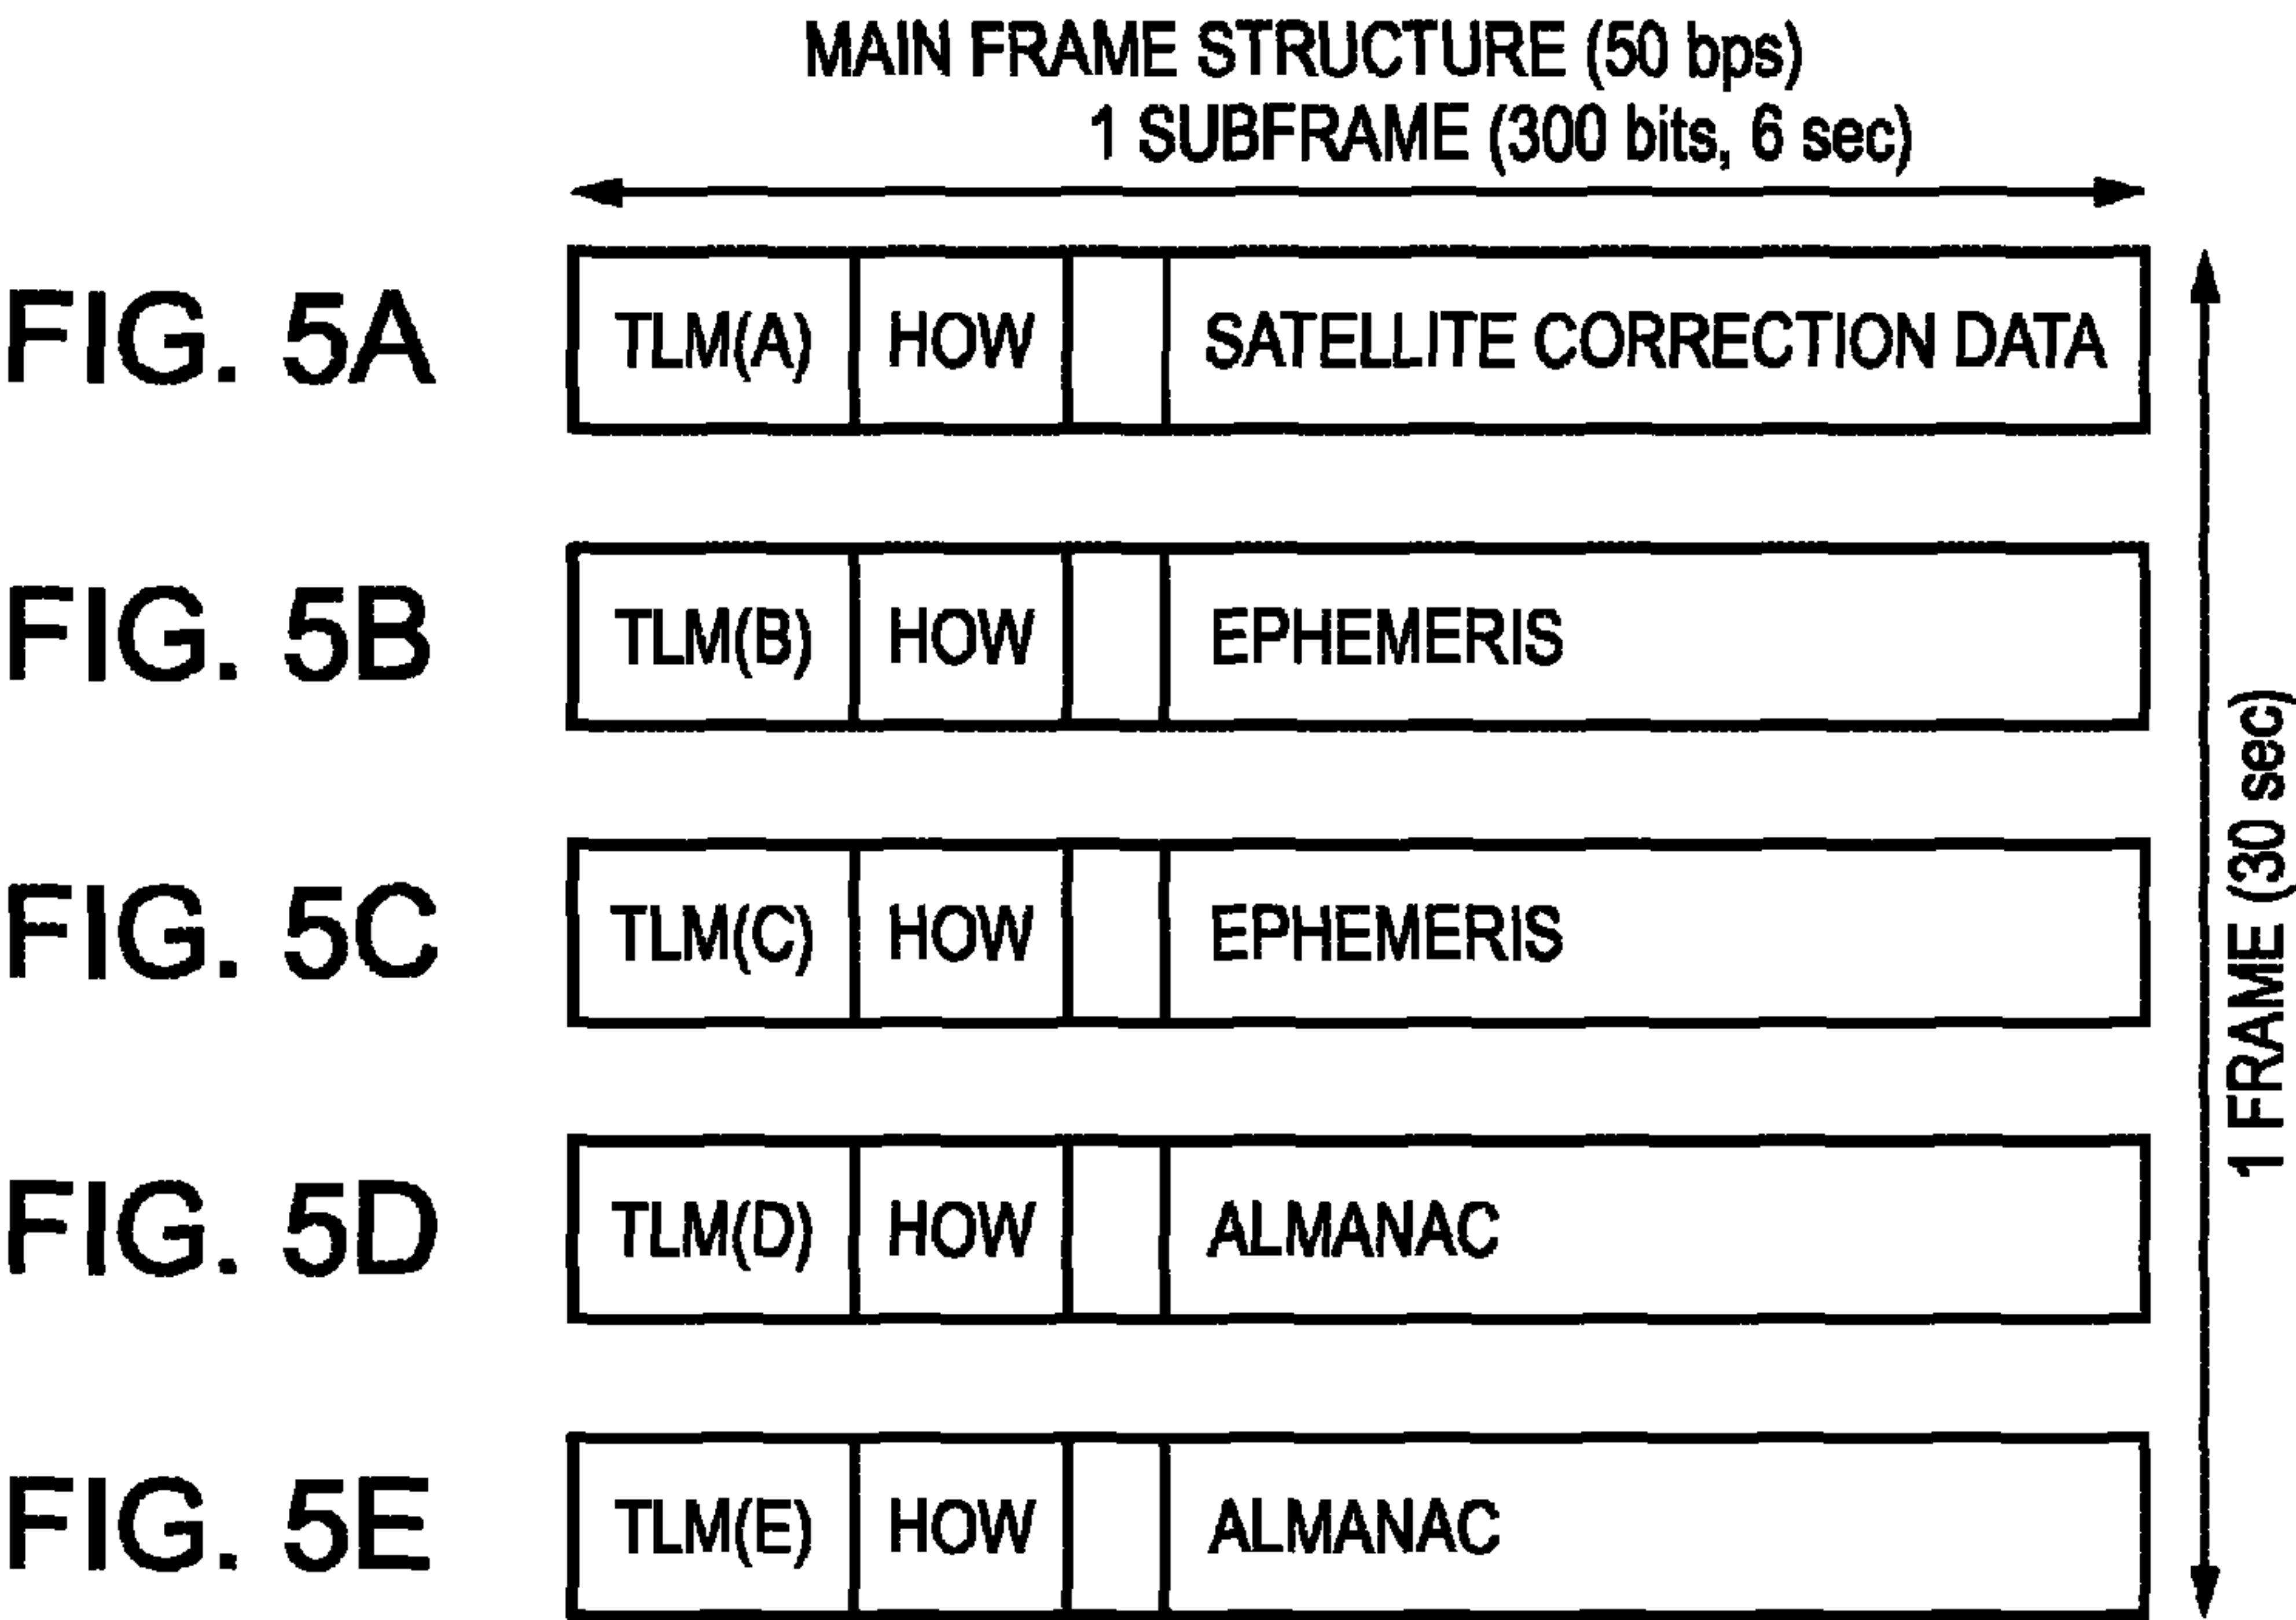 MAIN FRAME STRUCTURE (50 bps)
1 SUBFRAME (300 bits, 6 sec)
FIG. 5A TLM(A) HOW SATELLITE CORRECTION DATA
FIG. 5B TLM(B) HOW EPHEMERIS
FIG. 5C TLM(C) HOW EPHEMERIS
FIG. 5D TLM(D) HOW ALMANAC
FIG. 5E TLM(E) HOW ALMANAC
1 FRAME (30 sec)